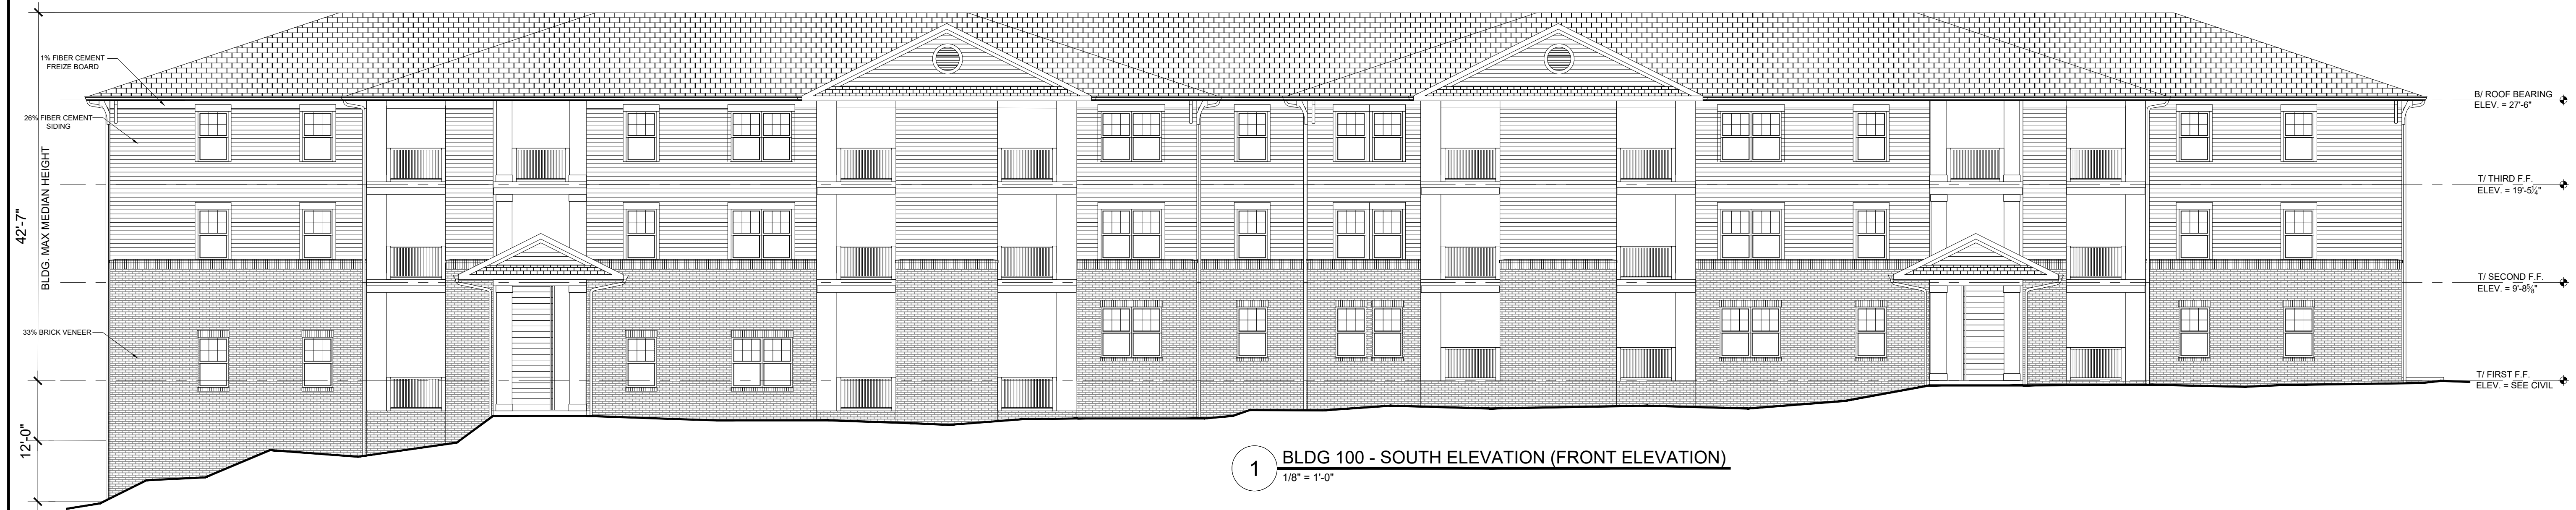 1% FIBER CEMENT
FREIZE BOARD
26% FIBER CEMENT
SIDING
33% BRICK VENEER
42'-7"
BLDG. MAX MEDIAN HEIGHT
12'-0"
B/ ROOF BEARING
ELEV. = 27'-6"
T/ THIRD F.F.
ELEV. = 19'-5¼"
T/ SECOND F.F.
ELEV. = 9'-8⅝"
T/ FIRST F.F.
ELEV. = SEE CIVIL
1
BLDG 100 - SOUTH ELEVATION (FRONT ELEVATION)
1/8" = 1'-0"